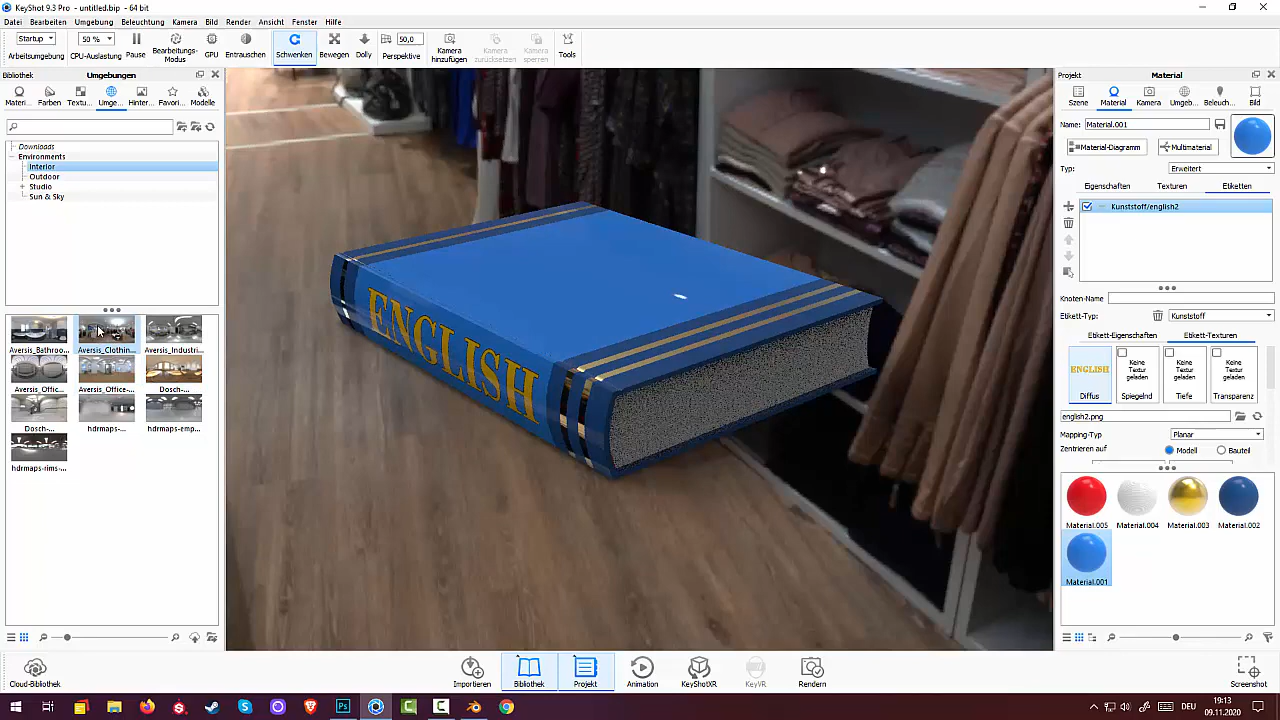 KeyShot 9.3 Pro - untitled.bip - 64 bit
Datei Bearbeiten Umgebung Beleuchtung Kamera Bild Render Ansicht Fenster Hilfe
Startup 50 % 50,0
Arbeitsumgebung CPU-Auslastung Pause Bearbeitungs-Modus GPU Entrauschen Schwenken Bewegen Dolly Perspektive Kamera hinzufügen Kamera zurücksetzen Kamera sperren Tools
Bibliothek Umgebungen
Materi... Farben Textu... Umge... Hinter... Favori... Modelle
Downloads
Environments
Interior
Outdoor
Studio
Sun & Sky
Aversis_Bathroo... Aversis_Clothin... Aversis_Industri...
Aversis_Offic... Aversis_Office-... Dosch-...
Dosch-... hdrmaps-... hdrmaps-emp...
hdrmaps-rims-...
ENGLISH
Projekt Material
Szene Material Kamera Umgeb... Beleuch... Bild
Name: Material.001
Material-Diagramm Multimaterial
Typ: Erweitert
Eigenschaften Texturen Etiketten
Kunststoff/english2
Knoten-Name
Etikett-Typ: Kunststoff
Etikett-Eigenschaften Etikett-Texturen
ENGLISH Keine Textur geladen Keine Textur geladen Keine Textur geladen
Diffus Spiegelnd Tiefe Transparenz
english2.png
Mapping-Typ Planar
Zentrieren auf Modell Bauteil
Material.005 Material.004 Material.003 Material.002
Material.001
Cloud-Bibliothek Importieren Bibliothek Projekt Animation KeyShotXR KeyVR Rendern Screenshot
DEU
19:13
09.11.2020